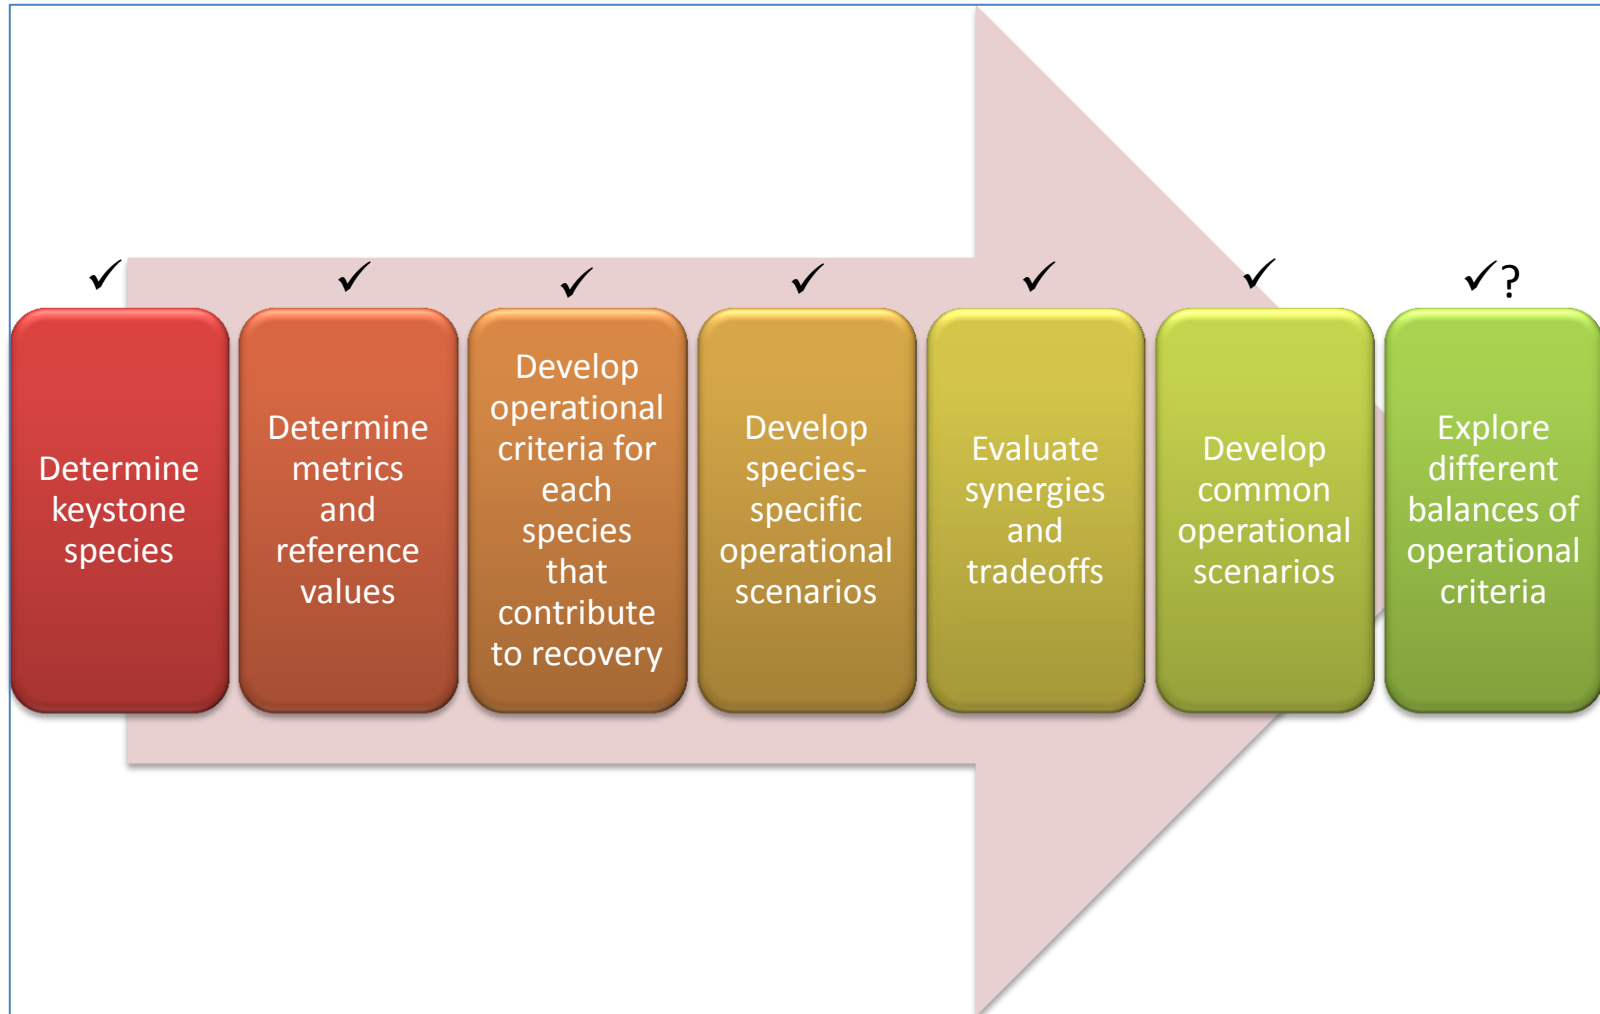 ✓
✓
✓
✓
✓
✓
✓?
Determine
keystone
species
Determine
metrics
and
reference
values
Develop
operational
criteria for
each
species
that
contribute
to recovery
Develop
species-
specific
operational
scenarios
Evaluate
synergies
and
tradeoffs
Develop
common
operational
scenarios
Explore
different
balances of
operational
criteria